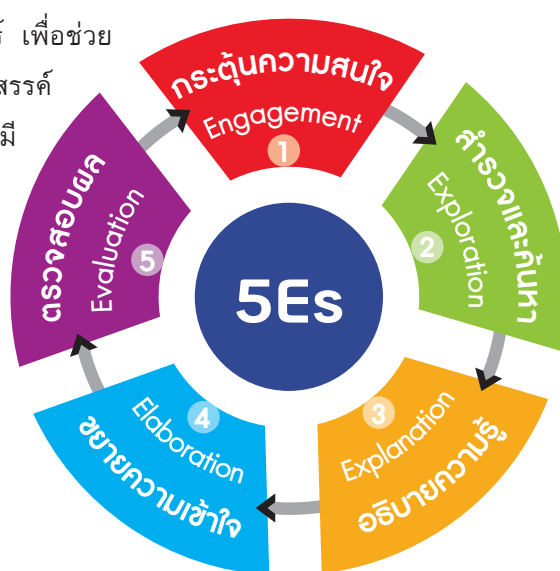 ร์ เพื่อช่วย
สรรค์
มี
กระตุ้นความสนใจ
Engagement
1
สำรวจและค้นหา
Exploration
2
อธิบายความรู้
Explanation
3
ขยายความเข้าใจ
Elaboration
4
ตรวจสอบผล
Evaluation
5
5Es